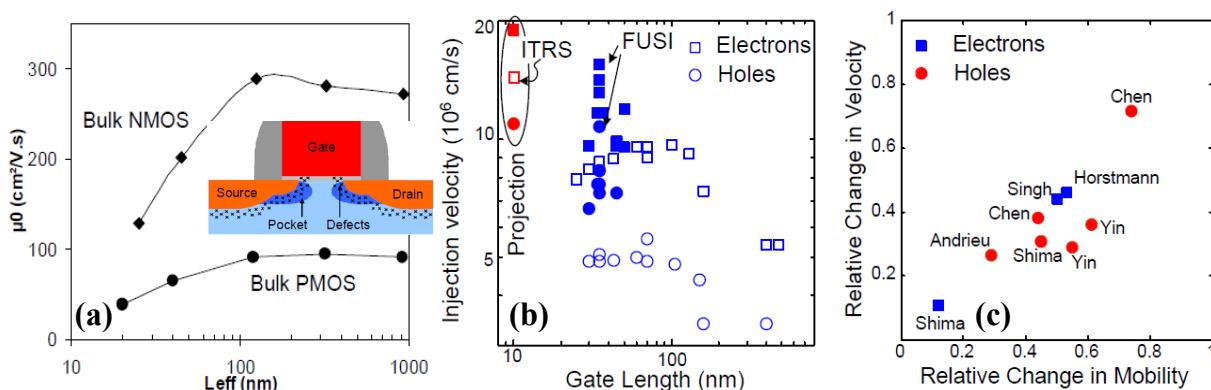 300
200
100
0
10
100
1000
μ0 (cm²/V.s)
Leff (nm)
Bulk NMOS
Gate
Source
Drain
Pocket
Defects
Bulk PMOS
(a)
20
10
5
10
100
Injection velocity (10⁶ cm/s)
Gate Length (nm)
ITRS
FUSI
Electrons
Holes
Projection
(b)
1
0.8
0.6
0.4
0.2
0
0.2
0.4
0.6
0.8
1
Relative Change in Velocity
Relative Change in Mobility
Electrons
Holes
Chen
Singh
Horstmann
Chen
Yin
Andrieu
Shima
Yin
Shima
(c)